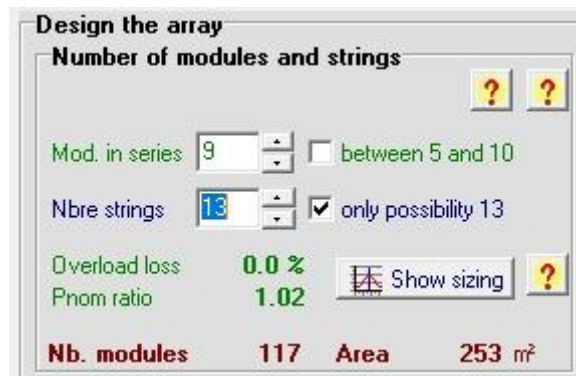 Design the array
Number of modules and strings
? ?
Mod. in series 9 between 5 and 10
Nbre strings 13 only possibility 13
Overload loss 0.0 % Show sizing ?
Pnom ratio 1.02
Nb. modules 117 Area 253 m²